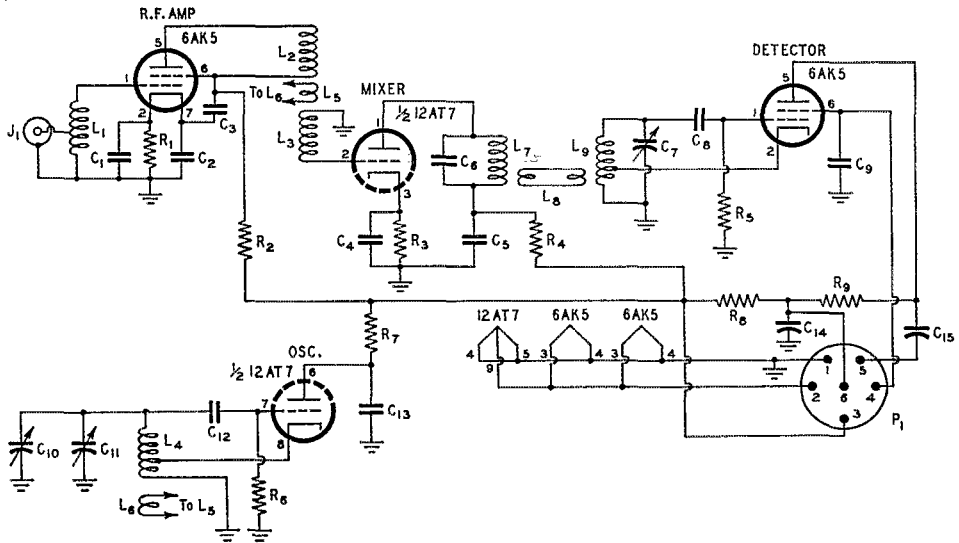 R.F. AMP
6AK5
5
1
6
2
7
J1
L1
C1
R1
C2
C3
L2
To L6
L5
L3
MIXER
½ 12AT7
1
2
3
C4
R3
C6
L7
C5
R4
L8
L9
C7
C8
R5
DETECTOR
6AK5
5
1
6
2
C9
R2
R7
R8
R9
C14
C15
12AT7
6AK5
6AK5
4
5
3
4
3
4
9
1
5
2
6
4
3
P1
OSC.
½ 12AT7
6
7
8
C13
C10
C11
L4
C12
R6
L6
To L5